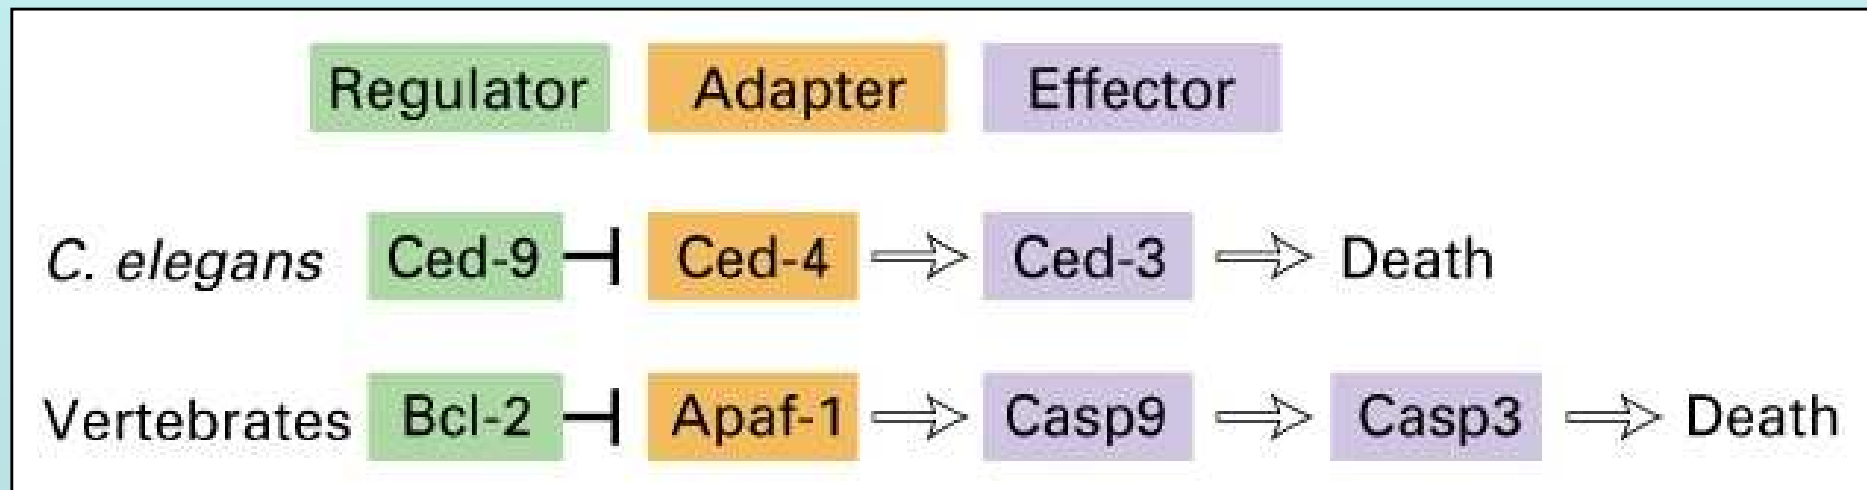 Regulator Adapter Effector
C. elegans Ced-9 Ced-4 Ced-3 Death
Vertebrates Bcl-2 Apaf-1 Casp9 Casp3 Death